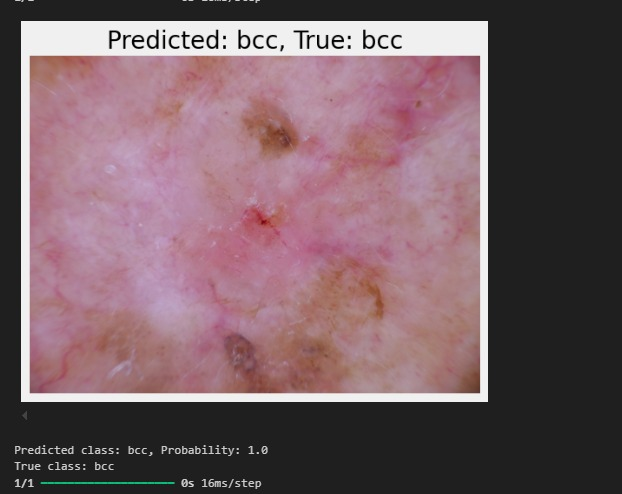 Predicted: bcc, True: bcc
Predicted class: bcc, Probability: 1.0
True class: bcc
1/1 ━━━━━━━━━━━━━━━━━━━━ 0s 16ms/step